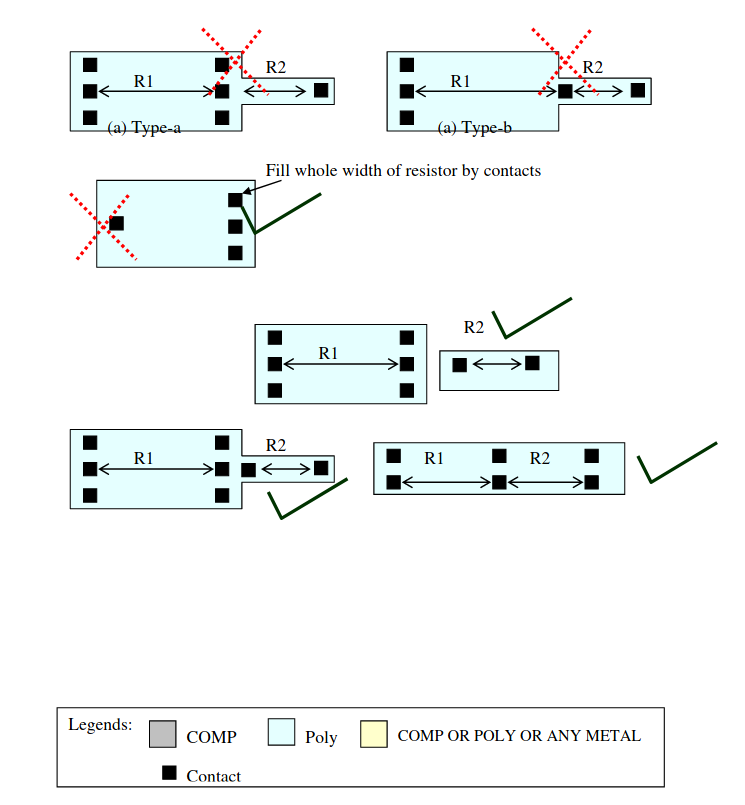 R1
R2
(a) Type-a
R1
R2
(a) Type-b
Fill whole width of resistor by contacts
R1
R2
R1
R2
R1
R2
Legends:
COMP
Poly
COMP OR POLY OR ANY METAL
Contact